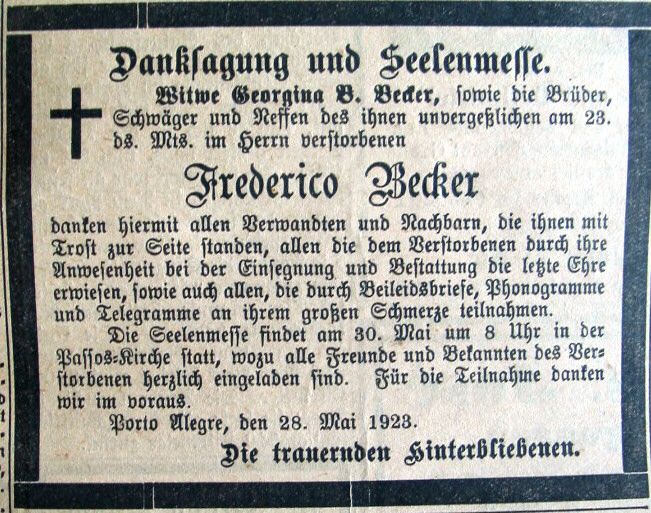 Danksagung und Seelenmesse.
Witwe Georgina B. Becker, sowie die Brüder,
Schwäger und Neffen des ihnen unvergeßlichen am 23.
ds. Mts. im Herrn verstorbenen
Frederico Becker
danken hiermit allen Verwandten und Nachbarn, die ihnen mit
Trost zur Seite standen, allen die dem Verstorbenen durch ihre
Anwesenheit bei der Einsegnung und Bestattung die letzte Ehre
erwiesen, sowie auch allen, die durch Beileidsbriefe, Phonogramme
und Telegramme an ihrem großen Schmerze teilnahmen.
Die Seelenmesse findet am 30. Mai um 8 Uhr in der
Passos-Kirche statt, wozu alle Freunde und Bekannten des Ver-
storbenen herzlich eingeladen sind. Für die Teilnahme danken
wir im voraus.
Porto Alegre, den 28. Mai 1923.
Die trauernden Hinterbliebenen.